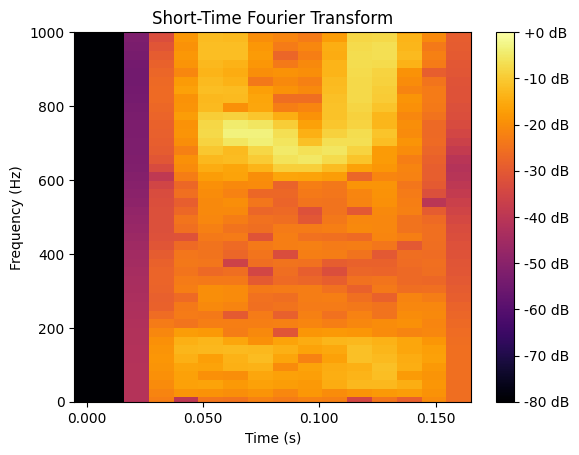 Short-Time Fourier Transform
1000
800
600
400
200
0
Frequency (Hz)
0.000
0.050
0.100
0.150
Time (s)
+0 dB
-10 dB
-20 dB
-30 dB
-40 dB
-50 dB
-60 dB
-70 dB
-80 dB